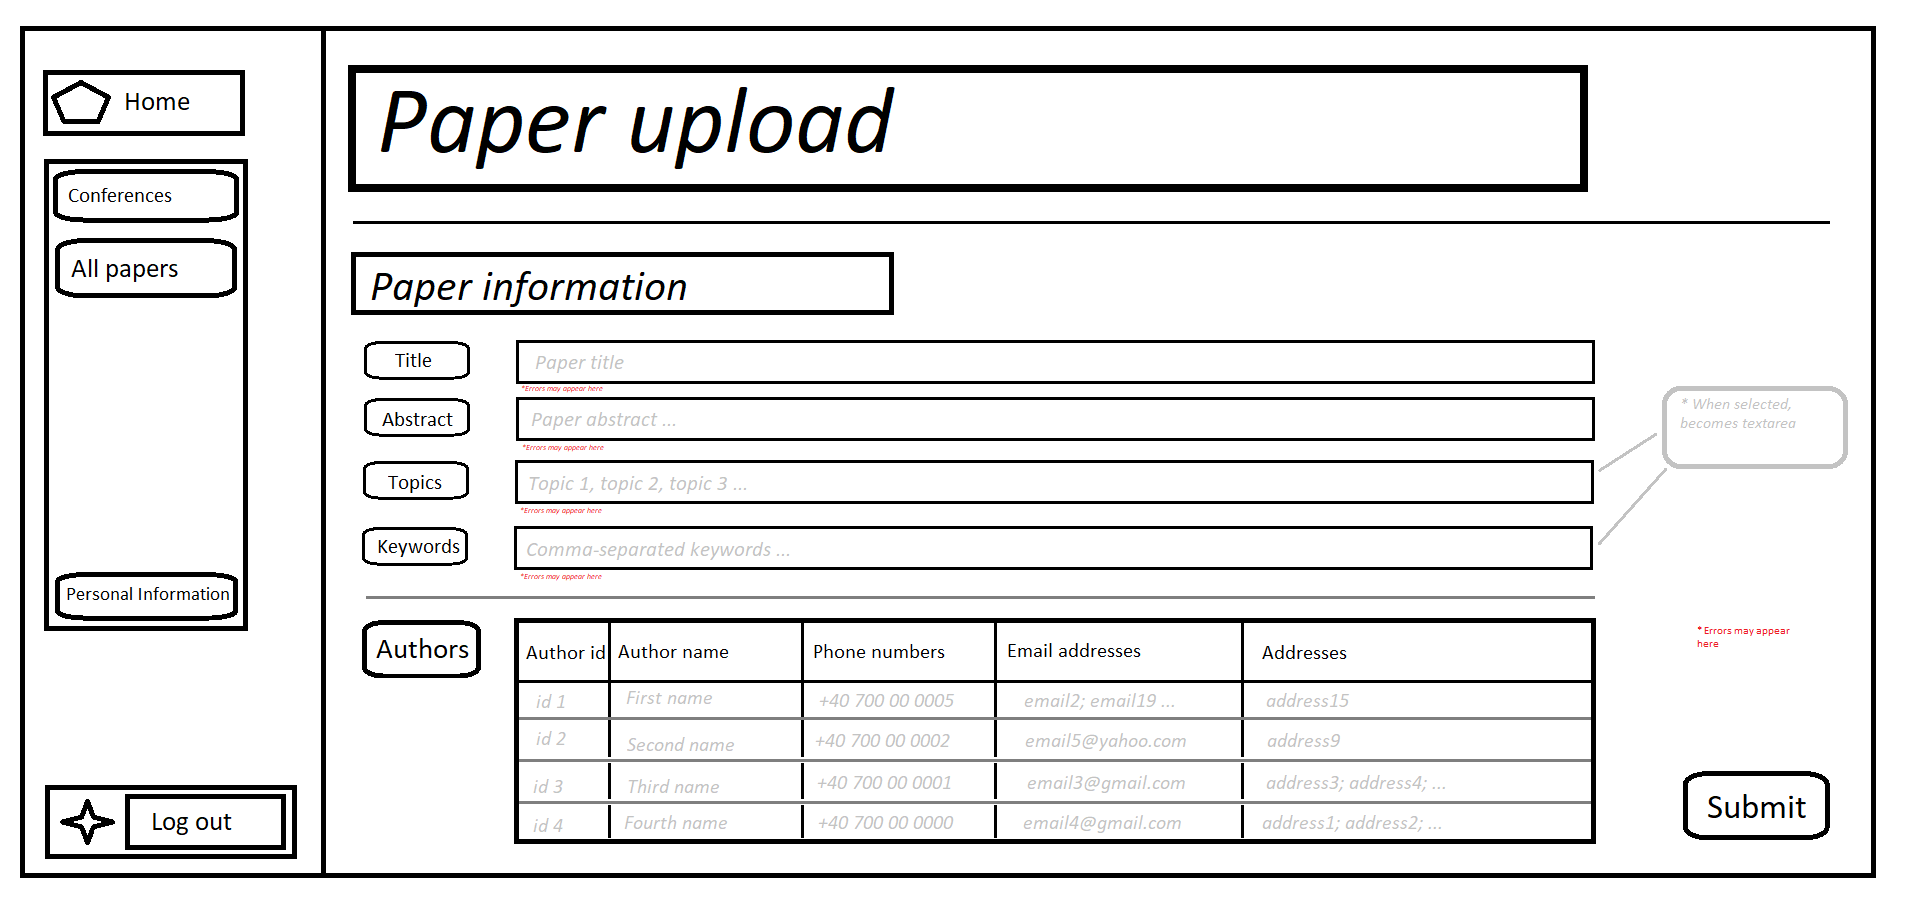 Home
Conferences
All papers
Personal Information
Log out
Paper upload
Paper information
Title
Paper title
*Errors may appear here
Abstract
Paper abstract ...
*Errors may appear here
Topics
Topic 1, topic 2, topic 3 ...
*Errors may appear here
Keywords
Comma-separated keywords ...
*Errors may appear here
* When selected,
becomes textarea
Authors
Author id Author name Phone numbers Email addresses Addresses
id 1 First name +40 700 00 0005 email2; email19 ... address15
id 2 Second name +40 700 00 0002 email5@yahoo.com address9
id 3 Third name +40 700 00 0001 email3@gmail.com address3; address4; ...
id 4 Fourth name +40 700 00 0000 email4@gmail.com address1; address2; ...
* Errors may appear
here
Submit